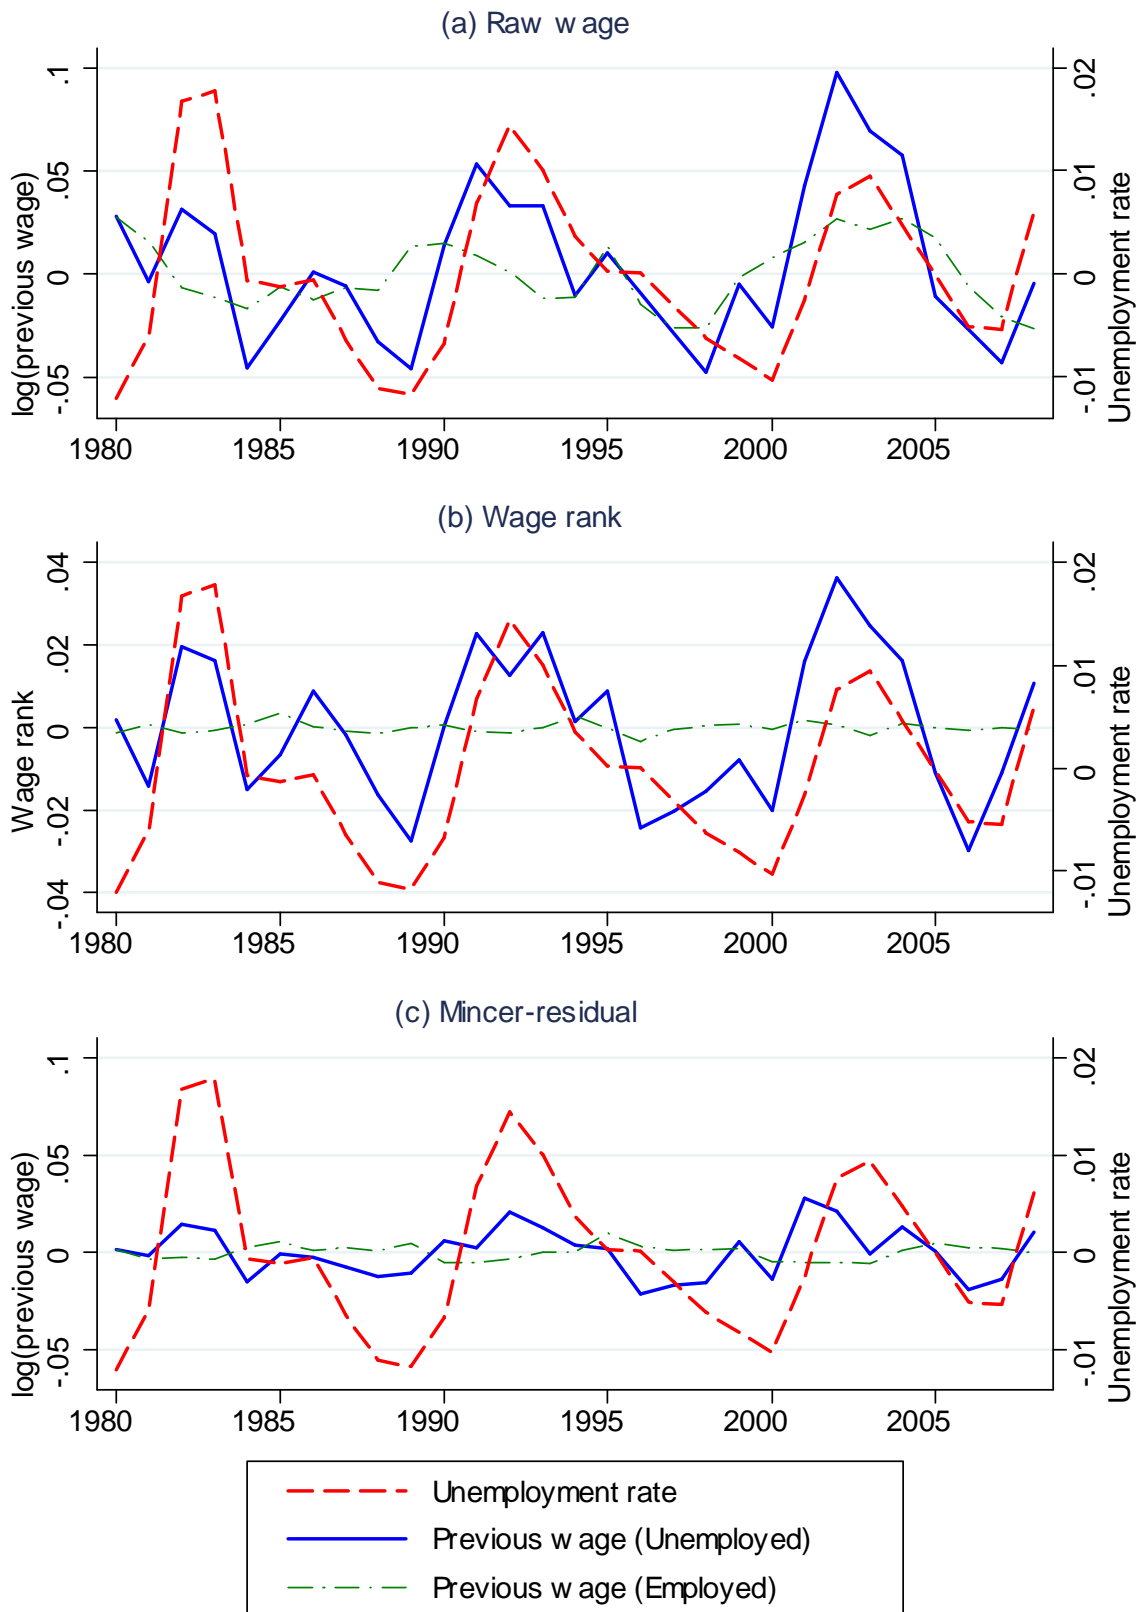 (a) Raw wage
log(previous wage)
.1
.05
0
-.05
.02
.01
0
-.01
Unemployment rate
1980 1985 1990 1995 2000 2005
(b) Wage rank
Wage rank
.04
.02
0
-.02
-.04
.02
.01
0
-.01
Unemployment rate
1980 1985 1990 1995 2000 2005
(c) Mincer-residual
log(previous wage)
.1
.05
0
-.05
.02
.01
0
-.01
Unemployment rate
1980 1985 1990 1995 2000 2005
Unemployment rate
Previous wage (Unemployed)
Previous wage (Employed)